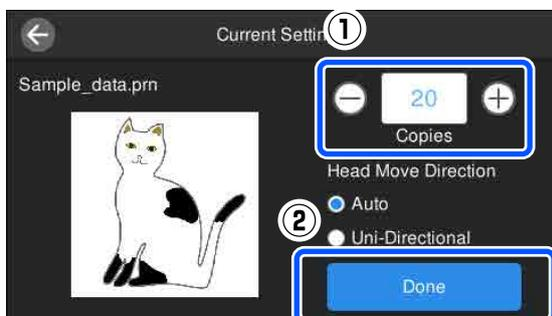 Current Settin
①
Sample_data.prn
20
Copies
Head Move Direction
Auto
②
Uni-Directional
Done